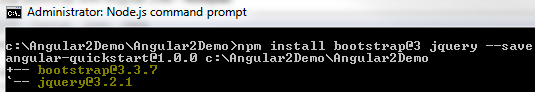 Administrator: Node.js command prompt
c:\Angular2Demo\Angular2Demo>npm install bootstrap@3 jquery --save
angular-quickstart@1.0.0 c:\Angular2Demo\Angular2Demo
+-- bootstrap@3.3.7
`-- jquery@3.2.1